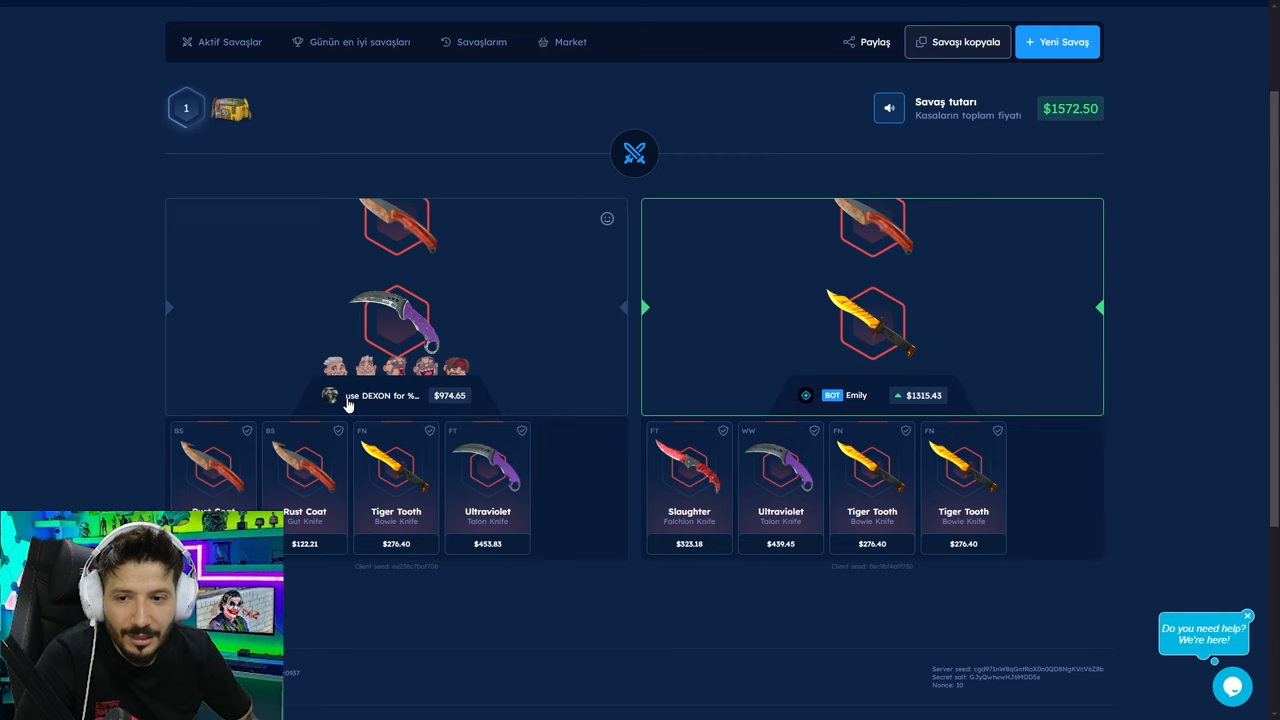 Aktif Savaşlar
Günün en iyi savaşları
Savaşlarım
Market
Paylaş
Savaşı kopyala
+ Yeni Savaş
1
Savaş tutarı
Kasaların toplam fiyatı
$1572.50
use DEXON for %...
$974.65
BOT Emily
$1315.43
BS
BS
FN
FT
FT
WW
FN
FN
Rust Coat
Tiger Tooth
Ultraviolet
Slaughter
Ultraviolet
Tiger Tooth
Tiger Tooth
Gut Knife
Bowie Knife
Talon Knife
Falchion Knife
Talon Knife
Bowie Knife
Bowie Knife
$122.21
$276.40
$453.83
$323.18
$439.45
$276.40
$276.40
Do you need help?
We're here!
Nonce: 10